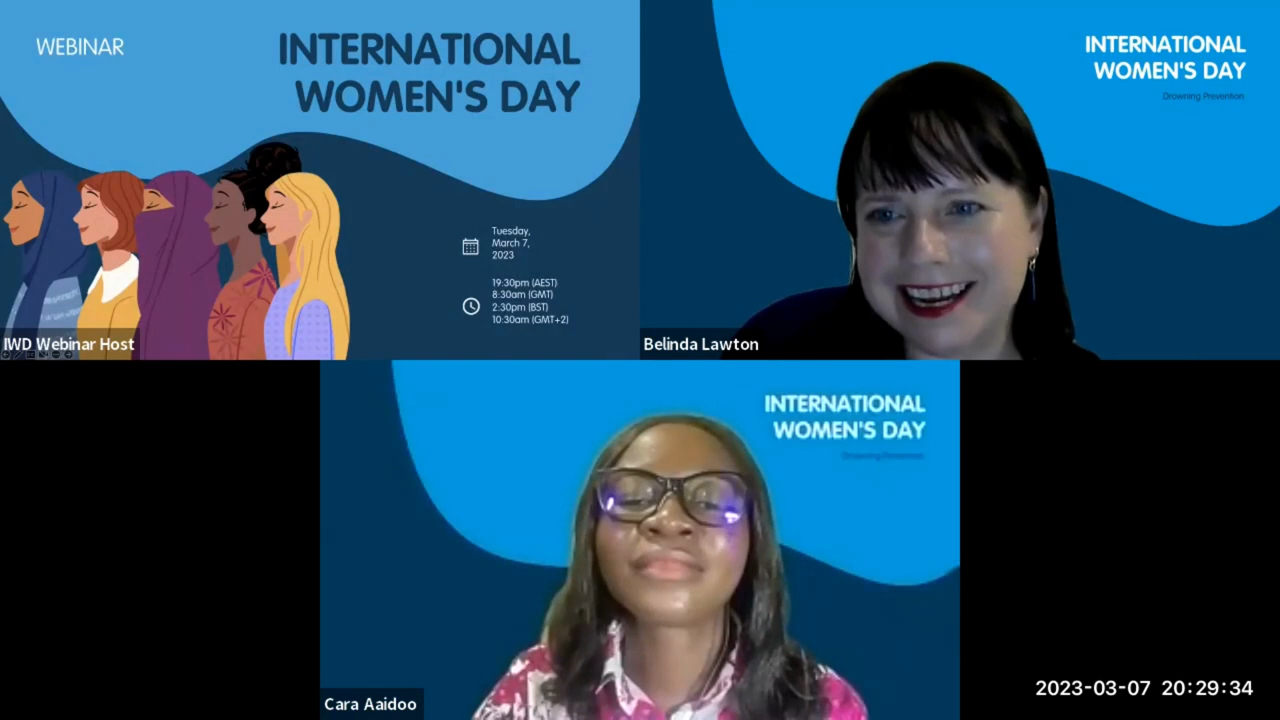 WEBINAR
INTERNATIONAL
WOMEN'S DAY
Tuesday,
March 7,
2023
19:30pm (AEST)
8:30am (GMT)
2:30pm (BST)
10:30am (GMT+2)
IWD Webinar Host
INTERNATIONAL
WOMEN'S DAY
Drowning Prevention
Belinda Lawton
INTERNATIONAL
WOMEN'S DAY
Drowning Prevention
Cara Aaidoo
2023-03-07 20:29:34